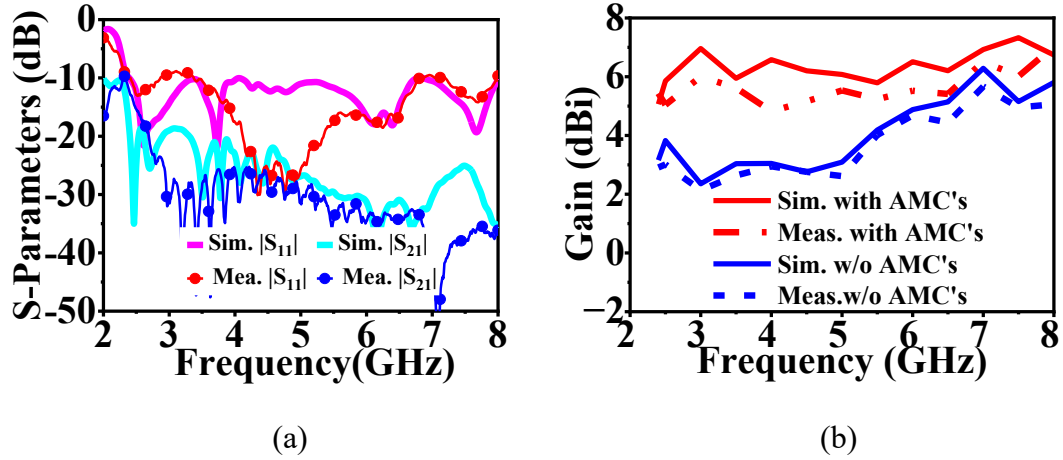 S-Parameters (dB)
0
-10
-20
-30
-40
-50
Sim. |S11| Sim. |S21|
Mea. |S11| Mea. |S21|
2 3 4 5 6 7 8
Frequency(GHz)
(a)
Gain (dBi)
8
6
4
2
0
−2
Sim. with AMC's
Meas. with AMC's
Sim. w/o AMC's
Meas.w/o AMC's
2 3 4 5 6 7 8
Frequency (GHz)
(b)